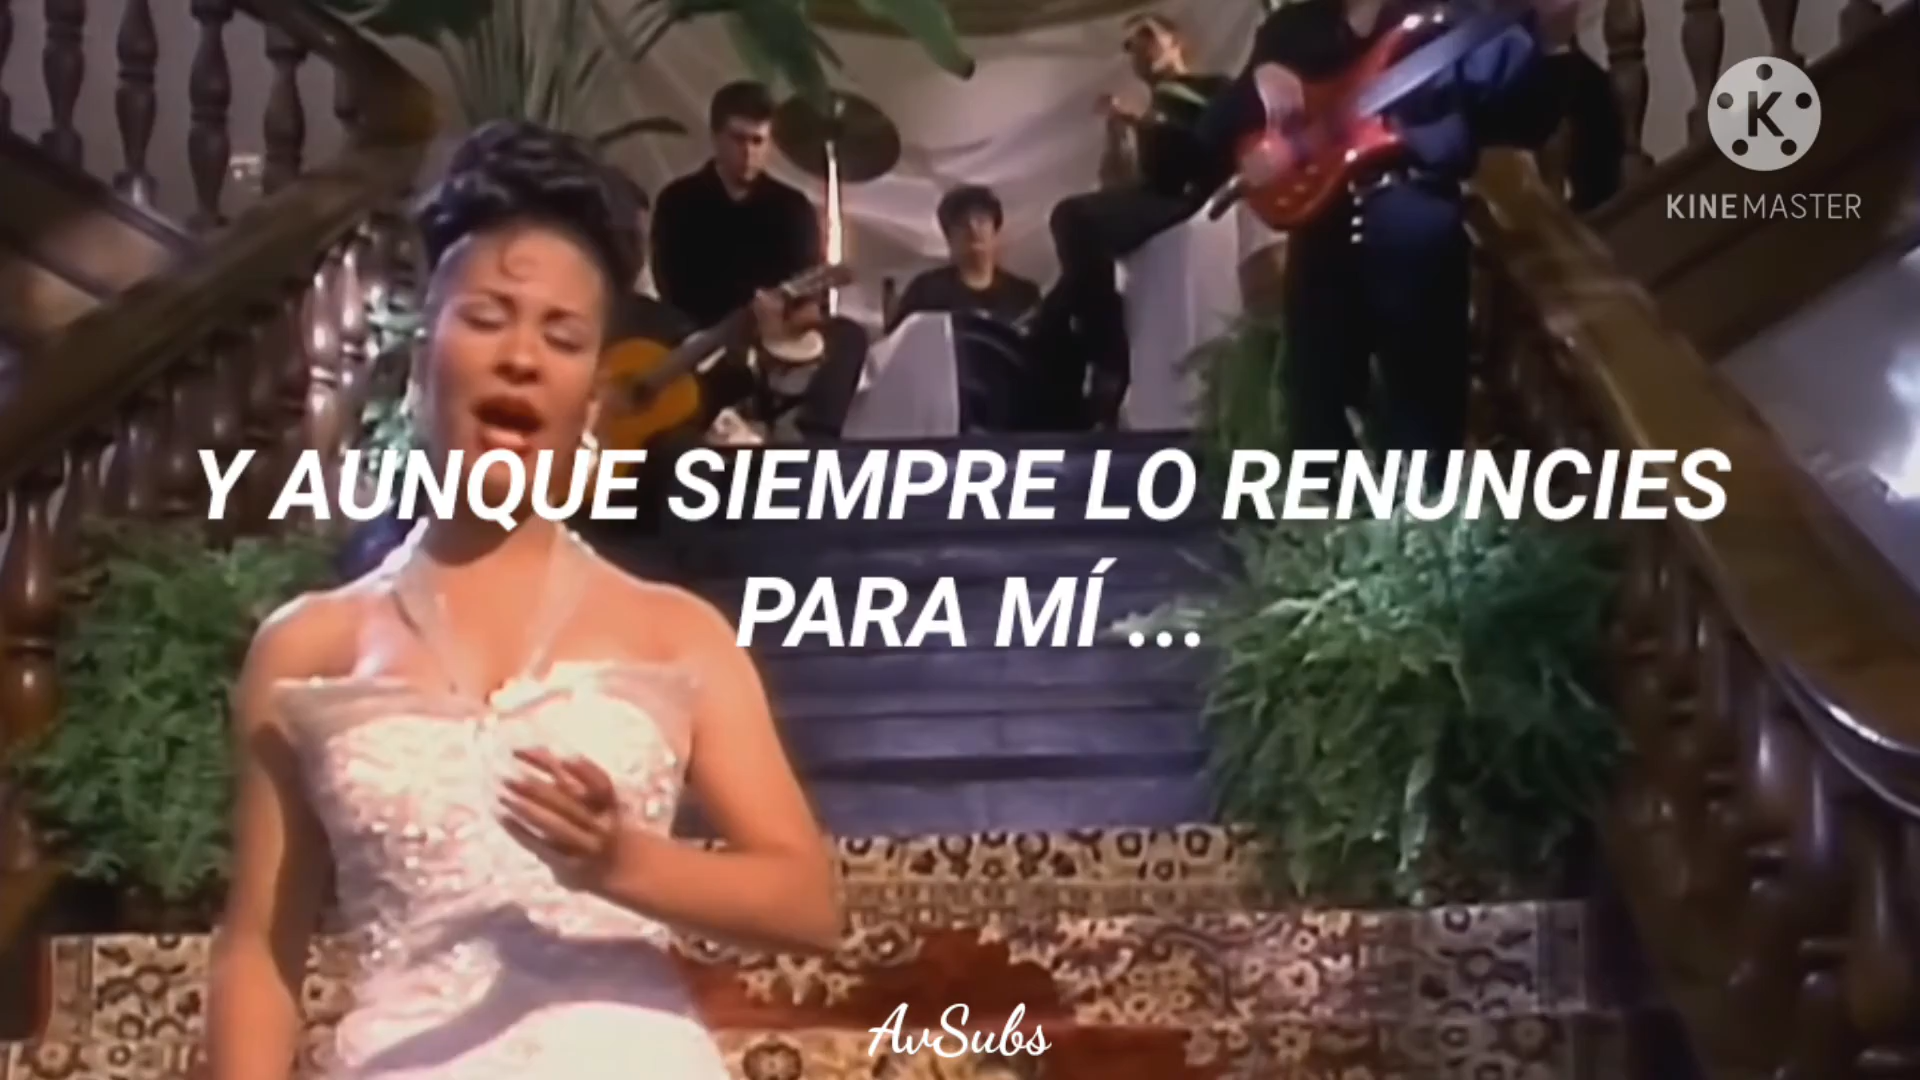 K
KINEMASTER
Y AUNQUE SIEMPRE LO RENUNCIES
PARA MÍ ...
AvSubs